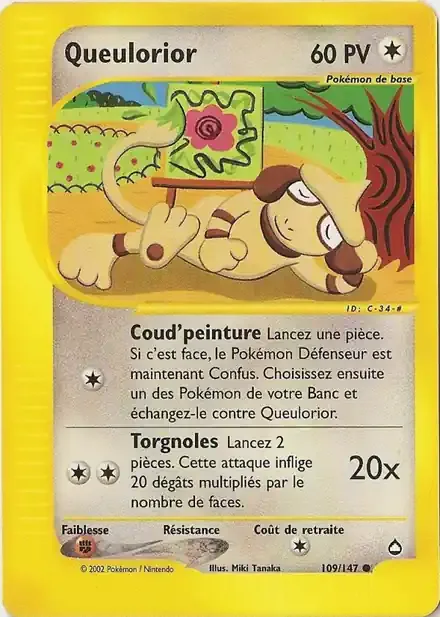 Queulorior 60 PV
Pokémon de base
ID: C-34-#
Coud'peinture Lancez une pièce.
Si c'est face, le Pokémon Défenseur est
maintenant Confus. Choisissez ensuite
un des Pokémon de votre Banc et
échangez-le contre Queulorior.
Torgnoles Lancez 2
pièces. Cette attaque inflige
20 dégâts multipliés par le
nombre de faces.
20x
Faiblesse Résistance Coût de retraite
© 2002 Pokémon / Nintendo Illus. Miki Tanaka 109/147